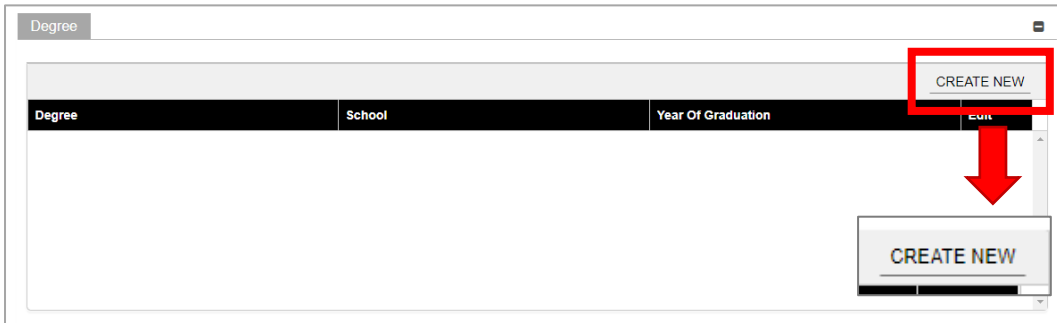 Degree
CREATE NEW
Degree School Year Of Graduation Edit
CREATE NEW